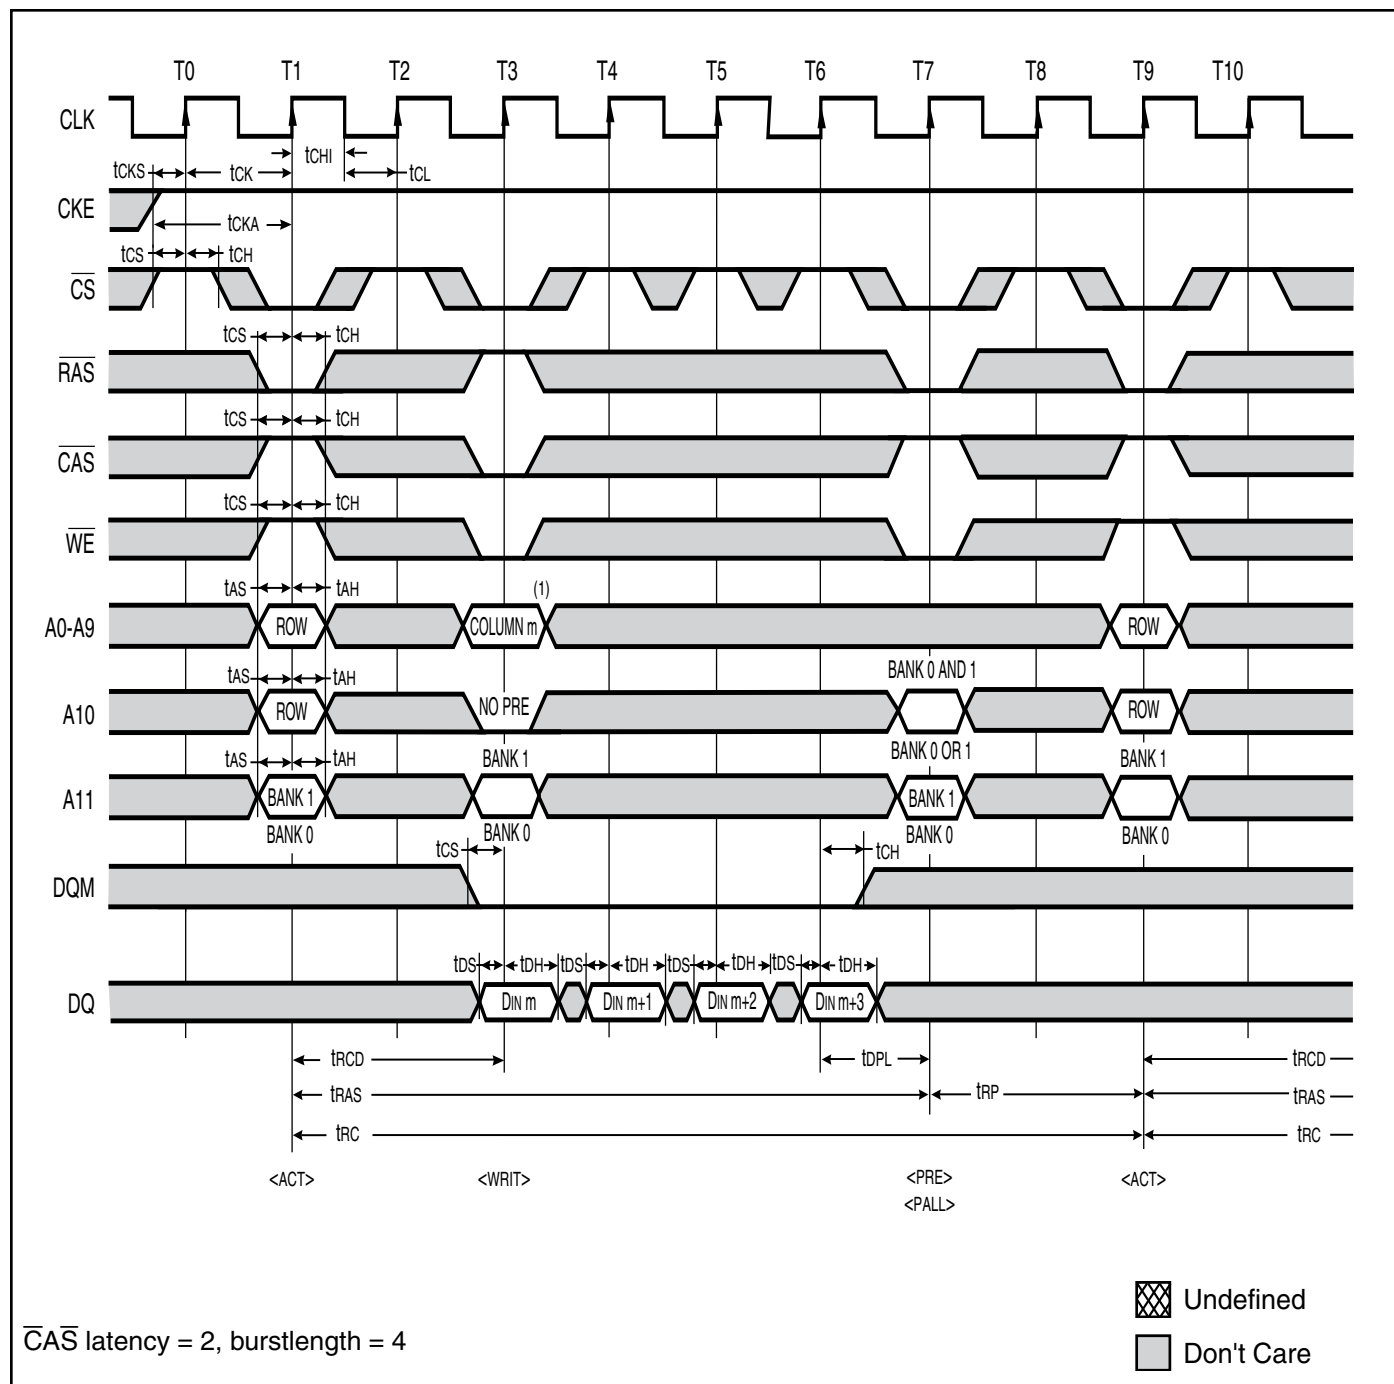 T0 T1 T2 T3 T4 T5 T6 T7 T8 T9 T10
CLK
tCHI
tCKS tCK tCL
CKE
tCKA
tCS tCH
CS
tCS tCH
RAS
tCS tCH
CAS
tCS tCH
WE
tAS tAH (1)
A0-A9 ROW COLUMN m ROW
tAS tAH BANK 0 AND 1
A10 ROW NO PRE ROW
tAS tAH BANK 1 BANK 0 OR 1 BANK 1
A11 BANK 1 BANK 1
BANK 0 BANK 0 BANK 0 BANK 0
tCS tCH
DQM
tDS tDH tDS tDH tDS tDH tDS tDH
DQ DIN m DIN m+1 DIN m+2 DIN m+3
tRCD tDPL tRCD
tRAS tRP tRAS
tRC tRC
<ACT> <WRIT> <PRE> <ACT>
<PALL>
Undefined
CAS latency = 2, burstlength = 4
Don't Care